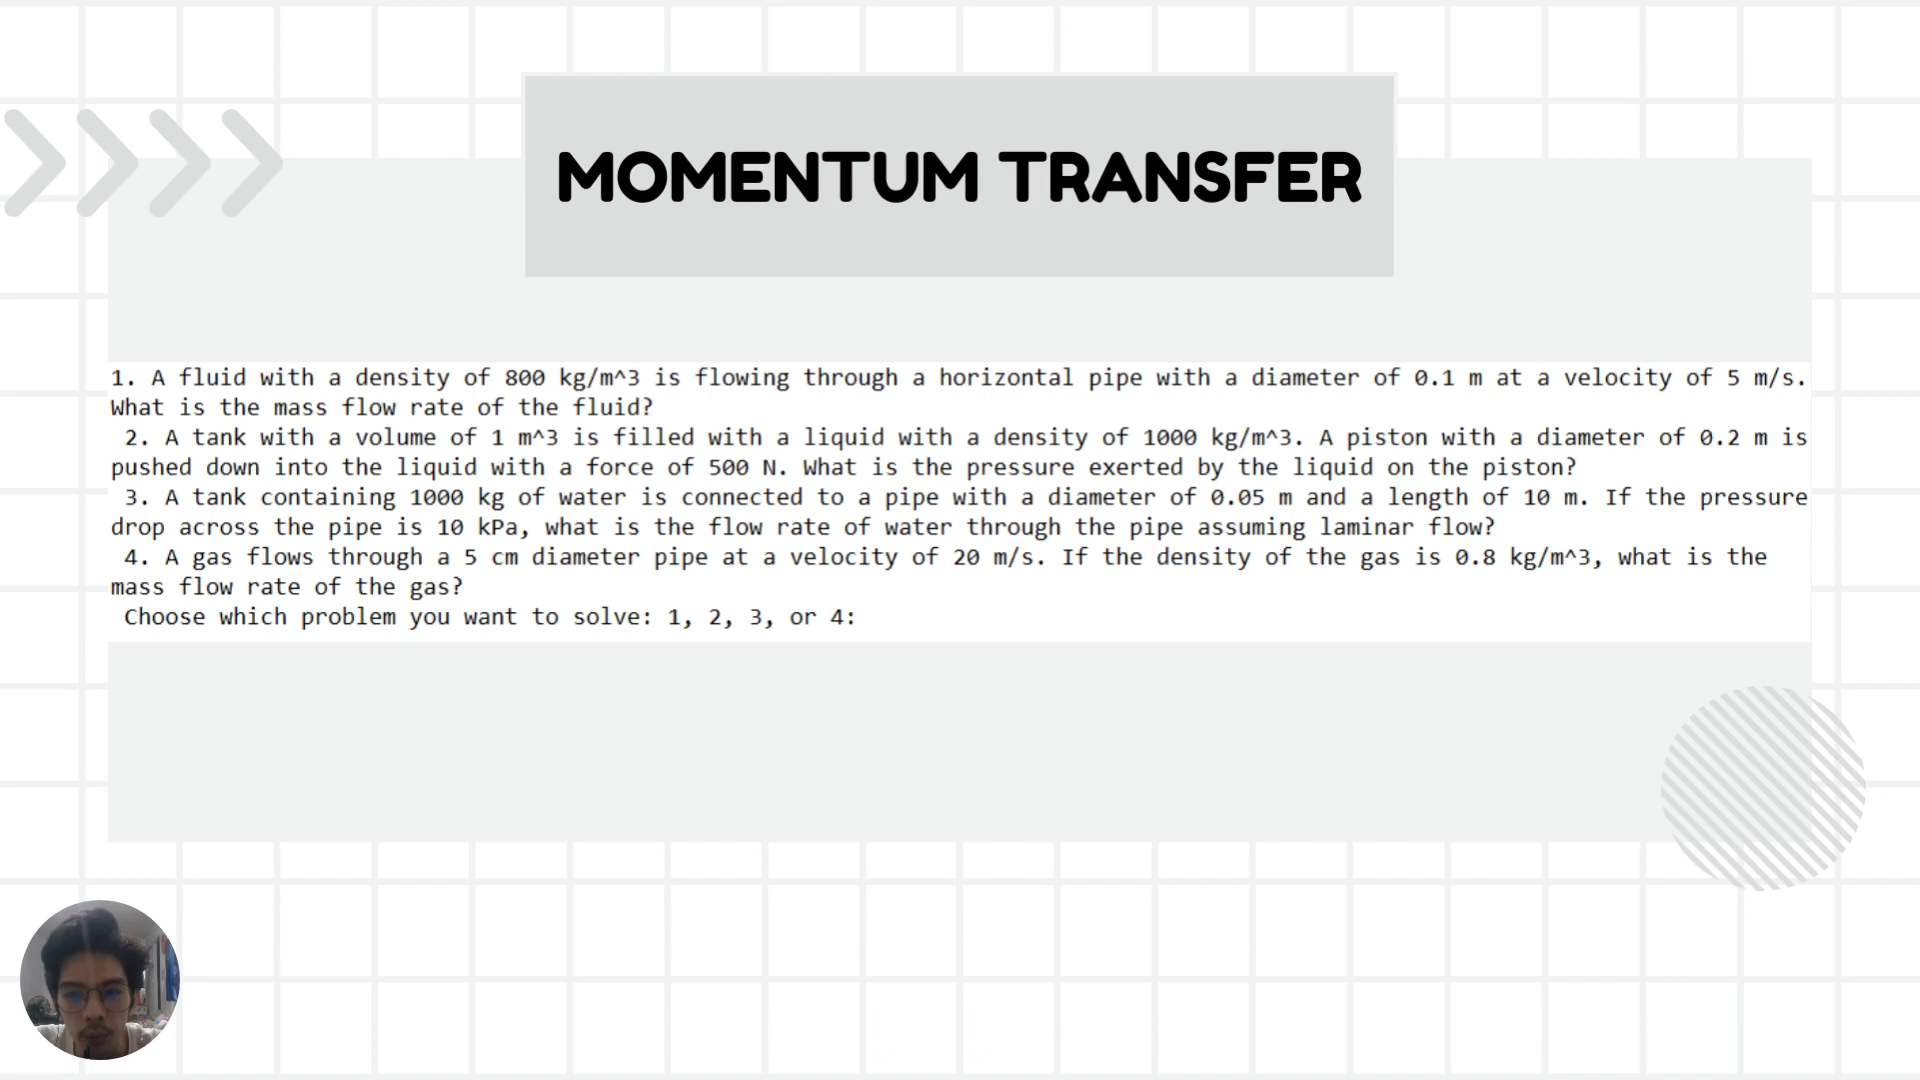 MOMENTUM TRANSFER
1. A fluid with a density of 800 kg/m^3 is flowing through a horizontal pipe with a diameter of 0.1 m at a velocity of 5 m/s.
What is the mass flow rate of the fluid?
2. A tank with a volume of 1 m^3 is filled with a liquid with a density of 1000 kg/m^3. A piston with a diameter of 0.2 m is
pushed down into the liquid with a force of 500 N. What is the pressure exerted by the liquid on the piston?
3. A tank containing 1000 kg of water is connected to a pipe with a diameter of 0.05 m and a length of 10 m. If the pressure
drop across the pipe is 10 kPa, what is the flow rate of water through the pipe assuming laminar flow?
4. A gas flows through a 5 cm diameter pipe at a velocity of 20 m/s. If the density of the gas is 0.8 kg/m^3, what is the
mass flow rate of the gas?
Choose which problem you want to solve: 1, 2, 3, or 4: